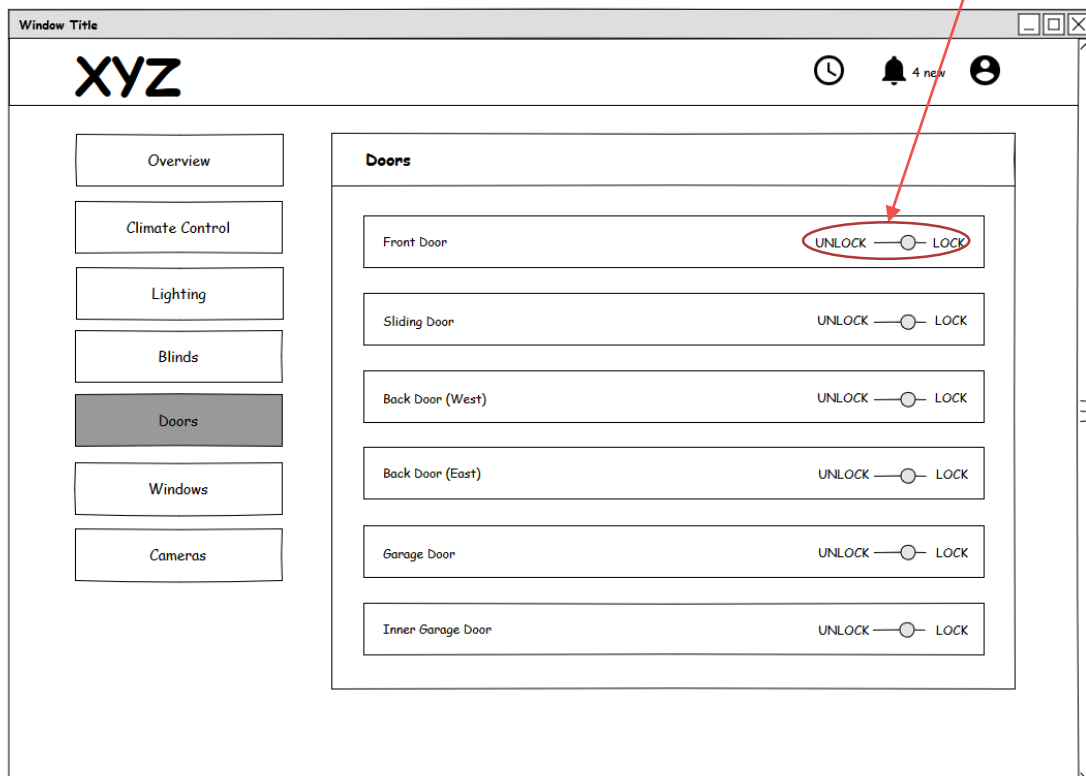 Window Title
XYZ
4 new
Overview
Climate Control
Lighting
Blinds
Doors
Windows
Cameras
Doors
Front Door UNLOCK LOCK
Sliding Door UNLOCK LOCK
Back Door (West) UNLOCK LOCK
Back Door (East) UNLOCK LOCK
Garage Door UNLOCK LOCK
Inner Garage Door UNLOCK LOCK